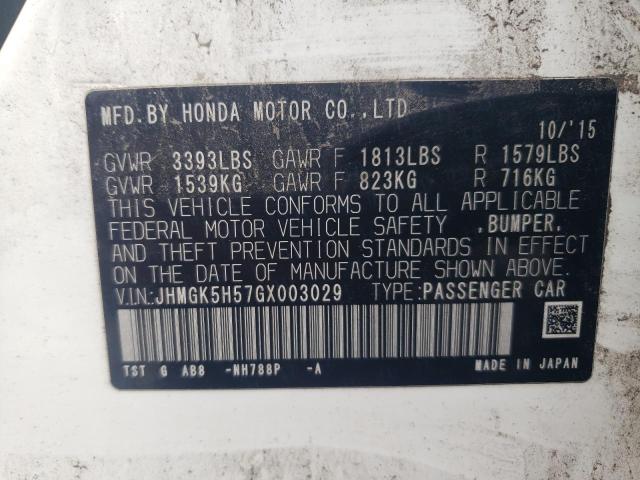 MFD.BY HONDA MOTOR CO.,LTD
10/'15
GVWR 3393LBS GAWR F 1813LBS R 1579LBS
GVWR 1539KG GAWR F 823KG R 716KG
THIS VEHICLE CONFORMS TO ALL APPLICABLE
FEDERAL MOTOR VEHICLE SAFETY ,BUMPER,
AND THEFT PREVENTION STANDARDS IN EFFECT
ON THE DATE OF MANUFACTURE SHOWN ABOVE.
V.I.N:JHMGK5H57GX003029 TYPE:PASSENGER CAR
TST G AB8 -NH788P -A MADE IN JAPAN